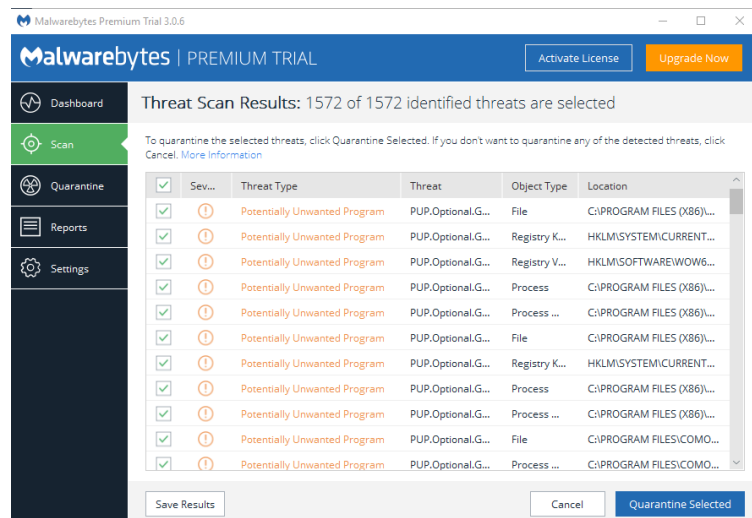 Malwarebytes Premium Trial 3.0.6
Malwarebytes | PREMIUM TRIAL
Activate License
Upgrade Now
Dashboard
Scan
Quarantine
Reports
Settings
Threat Scan Results: 1572 of 1572 identified threats are selected
To quarantine the selected threats, click Quarantine Selected. If you don't want to quarantine any of the detected threats, click
Cancel. More Information
Sev... Threat Type Threat Object Type Location
Potentially Unwanted Program PUP.Optional.G... File C:\PROGRAM FILES (X86)\...
Potentially Unwanted Program PUP.Optional.G... Registry K... HKLM\SYSTEM\CURRENT...
Potentially Unwanted Program PUP.Optional.G... Registry V... HKLM\SOFTWARE\WOW6...
Potentially Unwanted Program PUP.Optional.G... Process C:\PROGRAM FILES (X86)\...
Potentially Unwanted Program PUP.Optional.G... Process ... C:\PROGRAM FILES (X86)\...
Potentially Unwanted Program PUP.Optional.G... File C:\PROGRAM FILES (X86)\...
Potentially Unwanted Program PUP.Optional.G... Registry K... HKLM\SYSTEM\CURRENT...
Potentially Unwanted Program PUP.Optional.G... Process C:\PROGRAM FILES (X86)\...
Potentially Unwanted Program PUP.Optional.G... Process ... C:\PROGRAM FILES (X86)\...
Potentially Unwanted Program PUP.Optional.G... File C:\PROGRAM FILES\COMO...
Potentially Unwanted Program PUP.Optional.G... Process ... C:\PROGRAM FILES\COMO...
Save Results
Cancel
Quarantine Selected